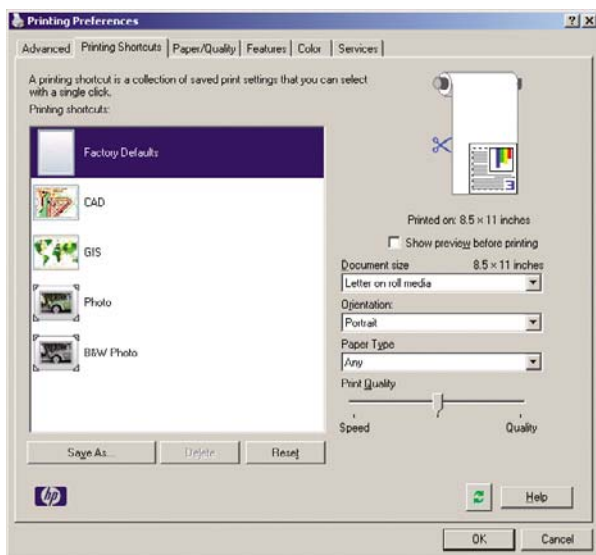 Printing Preferences
Advanced
Printing Shortcuts
Paper/Quality
Features
Color
Services
A printing shortcut is a collection of saved print settings that you can select
with a single click.
Printing shortcuts:
Factory Defaults
CAD
GIS
Photo
B&W Photo
Save As...
Delete
Reset
3
Printed on: 8.5 × 11 inches
Show preview before printing
Document size 8.5 × 11 inches
Letter on roll media
Orientation:
Portrait
Paper Type
Any
Print Quality
Speed
Quality
hp
Help
OK
Cancel